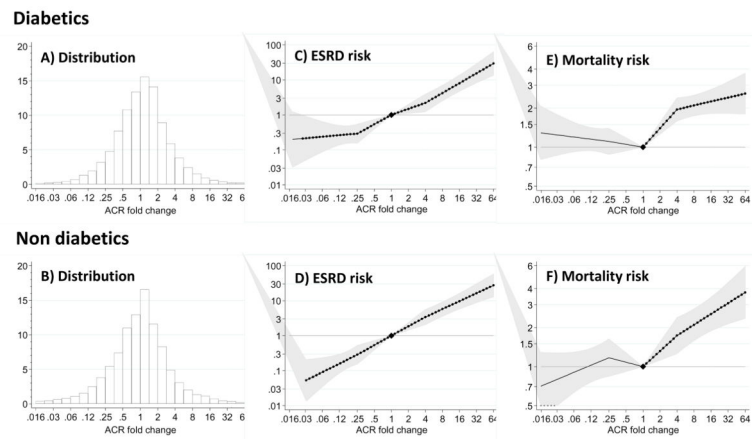 Diabetics
A) Distribution
20
15
10
5
0
.016.03 .06 .12 .25 .5 1 2 4 8 16 32 6
ACR fold change
C) ESRD risk
100
30
10
3
1
.3
.1
.03
.01
.016.03 .06 .12 .25 .5 1 2 4 8 16 32 64
ACR fold change
E) Mortality risk
6
4
3
2
1.5
1
.7
.5
.016.03 .06 .12 .25 .5 1 2 4 8 16 32 64
ACR fold change
Non diabetics
B) Distribution
20
15
10
5
0
.016.03 .06 .12 .25 .5 1 2 4 8 16 32 6
ACR fold change
D) ESRD risk
100
30
10
3
1
.3
.1
.03
.01
.016.03 .06 .12 .25 .5 1 2 4 8 16 32 64
ACR fold change
F) Mortality risk
6
4
3
2
1.5
1
.7
.5
.016.03 .06 .12 .25 .5 1 2 4 8 16 32 64
ACR fold change